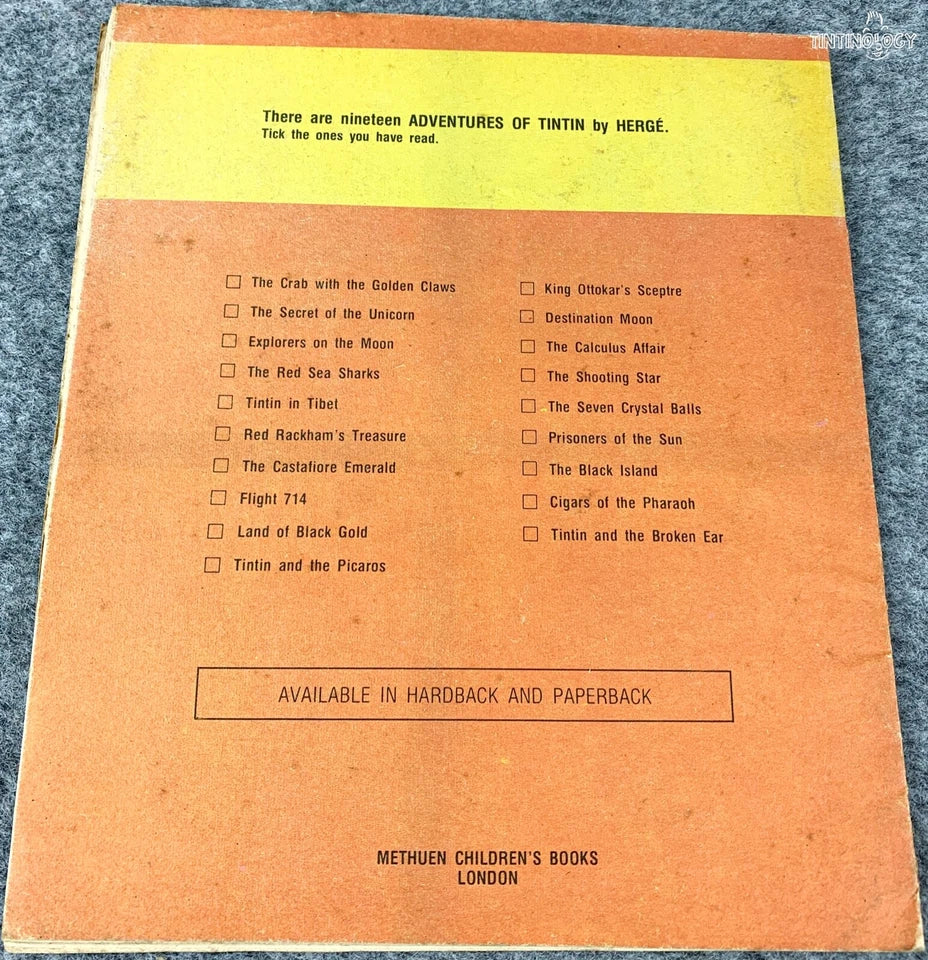 TINTINOLOGY
There are nineteen ADVENTURES OF TINTIN by HERGÉ.
Tick the ones you have read.
The Crab with the Golden Claws
The Secret of the Unicorn
Explorers on the Moon
The Red Sea Sharks
Tintin in Tibet
Red Rackham's Treasure
The Castafiore Emerald
Flight 714
Land of Black Gold
Tintin and the Picaros
King Ottokar's Sceptre
Destination Moon
The Calculus Affair
The Shooting Star
The Seven Crystal Balls
Prisoners of the Sun
The Black Island
Cigars of the Pharaoh
Tintin and the Broken Ear
AVAILABLE IN HARDBACK AND PAPERBACK
METHUEN CHILDREN'S BOOKS
LONDON